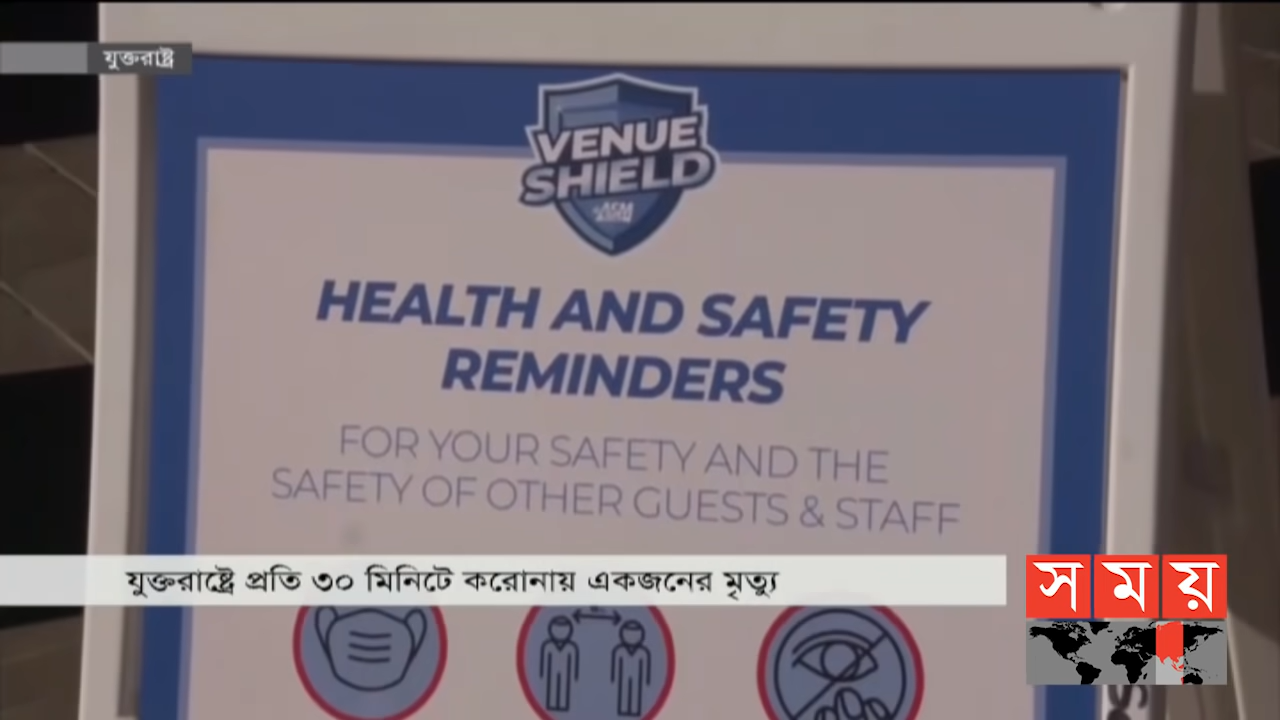 যুক্তরাষ্ট্র
VENUE
SHIELD
HEALTH AND SAFETY
REMINDERS
FOR YOUR SAFETY AND THE
SAFETY OF OTHER GUESTS & STAFF
যুক্তরাষ্ট্রে প্রতি ৩০ মিনিটে করোনায় একজনের মৃত্যু
সময়